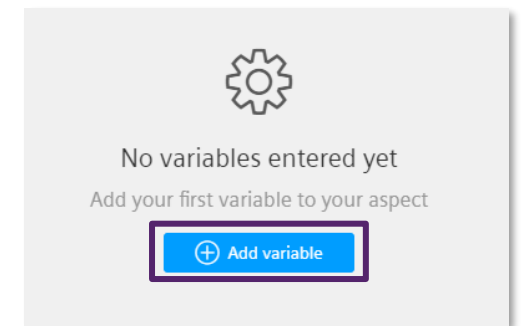 No variables entered yet
Add your first variable to your aspect
Add variable